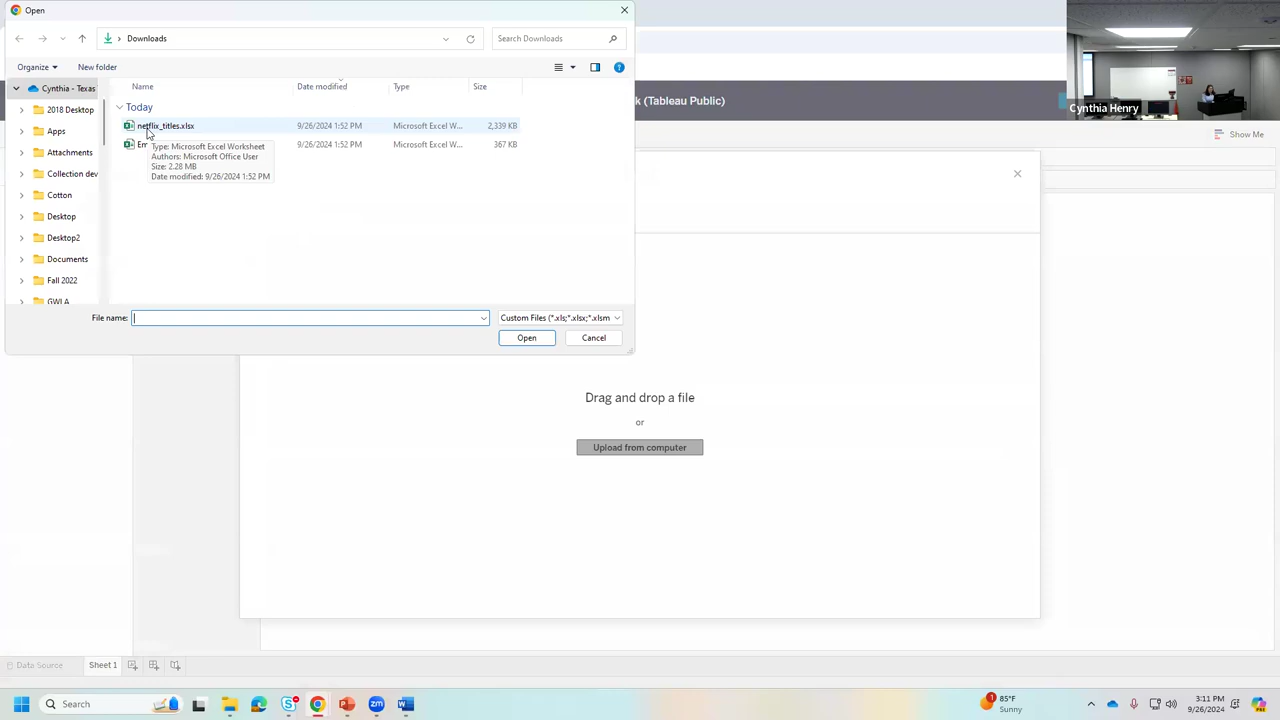 Open
Downloads
Search Downloads
Organize
New folder
Name
Date modified
Type
Size
Cynthia - Texas
2018 Desktop
Apps
Attachments
Collection dev
Cotton
Desktop
Desktop2
Documents
Fall 2022
GWLA
Today
netflix_titles.xlsx
9/26/2024 1:52 PM
Microsoft Excel W...
2,339 KB
Em
9/26/2024 1:52 PM
Microsoft Excel W...
367 KB
Type: Microsoft Excel Worksheet
Authors: Microsoft Office User
Size: 2.28 MB
Date modified: 9/26/2024 1:52 PM
File name:
Custom Files (*.xls;*.xlsx;*.xlsm
Open
Cancel
k (Tableau Public)
Cynthia Henry
Show Me
Drag and drop a file
or
Upload from computer
Data Source
Sheet 1
Search
85°F
Sunny
3:11 PM
9/26/2024